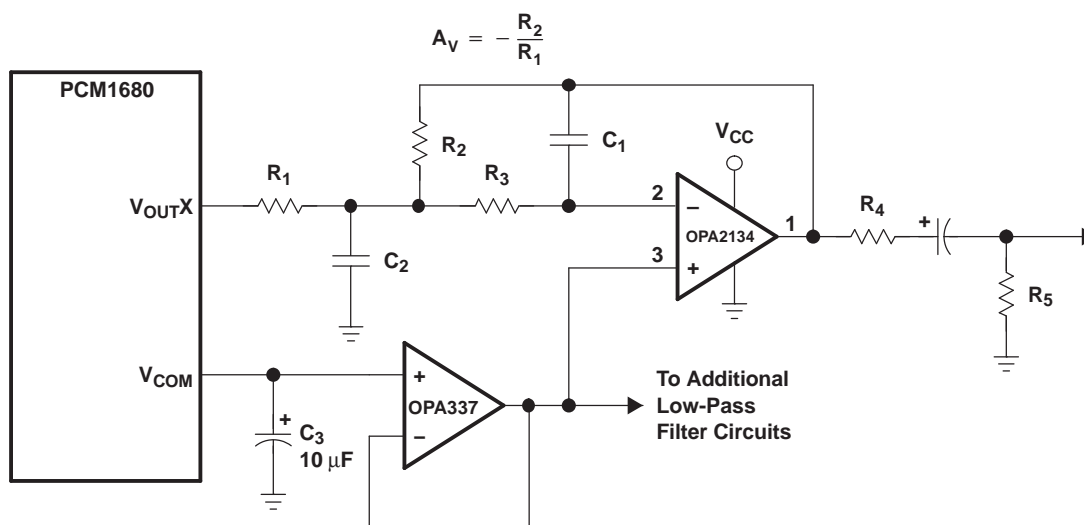 A_V = − R_2/R_1
PCM1680
V_CC
R_2
C_1
R_1
R_3
V_OUTX
2
−
OPA2134
1
R_4
+
3
+
C_2
R_5
V_COM
+
OPA337
−
To Additional
Low-Pass
Filter Circuits
+
C_3
10 μF